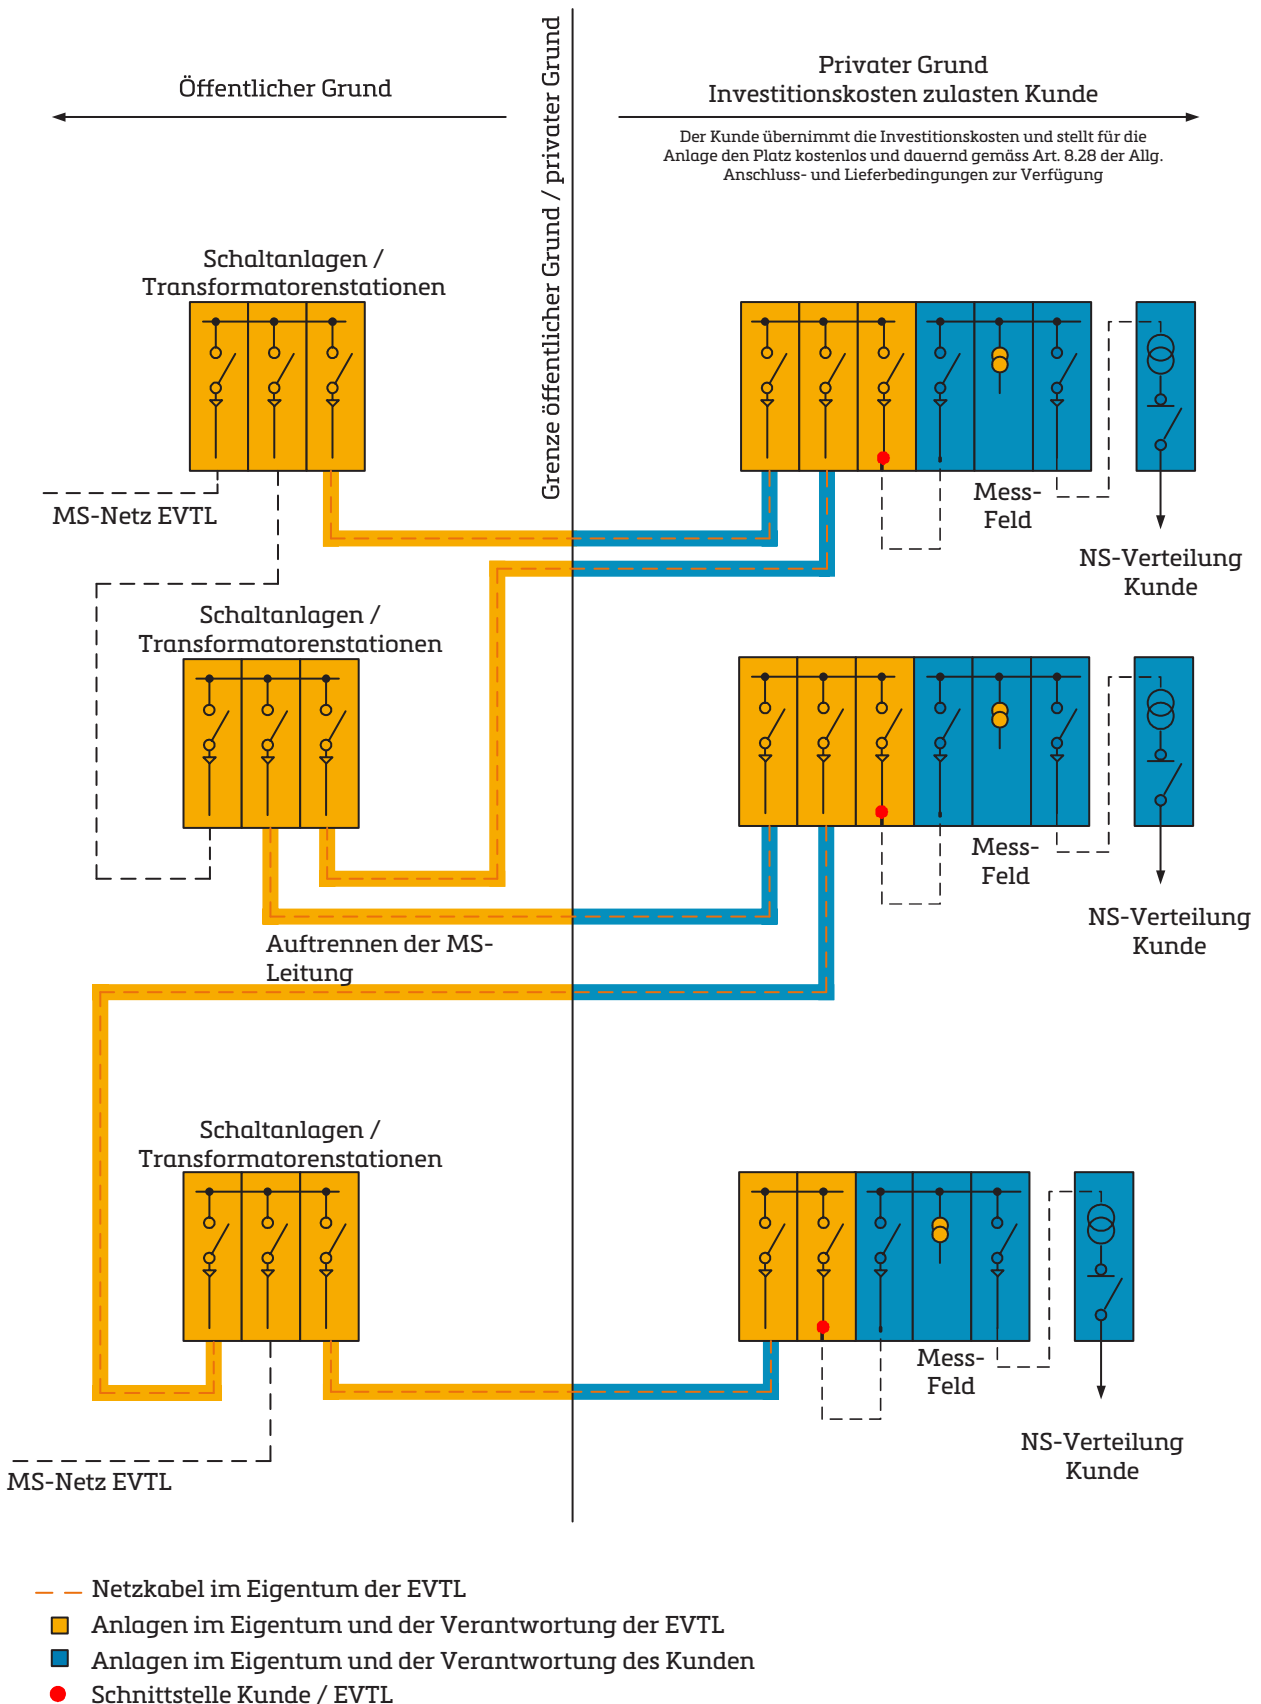 Öffentlicher Grund
Grenze öffentlicher Grund / privater Grund
Privater Grund
Investitionskosten zulasten Kunde
Der Kunde übernimmt die Investitionskosten und stellt für die
Anlage den Platz kostenlos und dauernd gemäss Art. 8.28 der Allg.
Anschluss- und Lieferbedingungen zur Verfügung
Schaltanlagen /
Transformatorenstationen
MS-Netz EVTL
Mess-
Feld
NS-Verteilung
Kunde
Schaltanlagen /
Transformatorenstationen
Mess-
Feld
NS-Verteilung
Kunde
Auftrennen der MS-
Leitung
Schaltanlagen /
Transformatorenstationen
Mess-
Feld
NS-Verteilung
Kunde
MS-Netz EVTL
Netzkabel im Eigentum der EVTL
Anlagen im Eigentum und der Verantwortung der EVTL
Anlagen im Eigentum und der Verantwortung des Kunden
Schnittstelle Kunde / EVTL